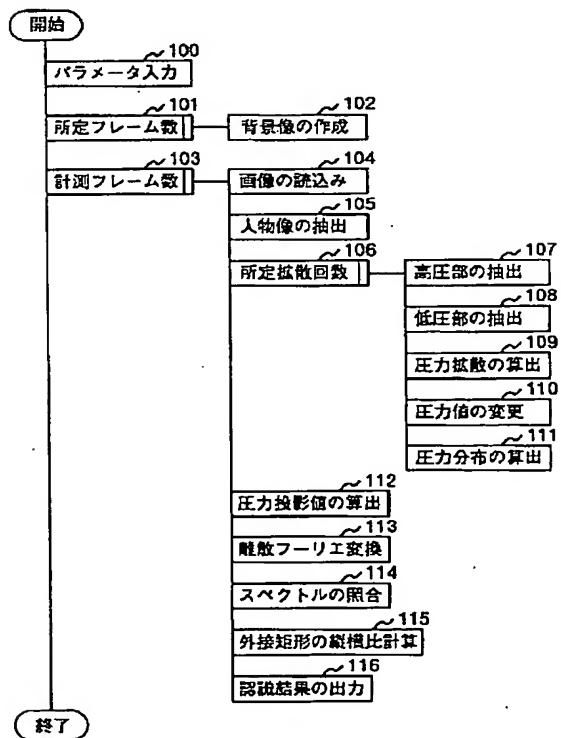 開始
100
パラメータ入力
101
所定フレーム数
102
背景像の作成
103
計測フレーム数
104
画像の読込み
105
人物像の抽出
106
所定拡散回数
107
高圧部の抽出
108
低圧部の抽出
109
圧力拡散の算出
110
圧力値の変更
111
圧力分布の算出
112
圧力投影値の算出
113
離散フーリエ変換
114
スペクトルの照合
115
外接矩形の縦横比計算
116
認識結果の出力
終了